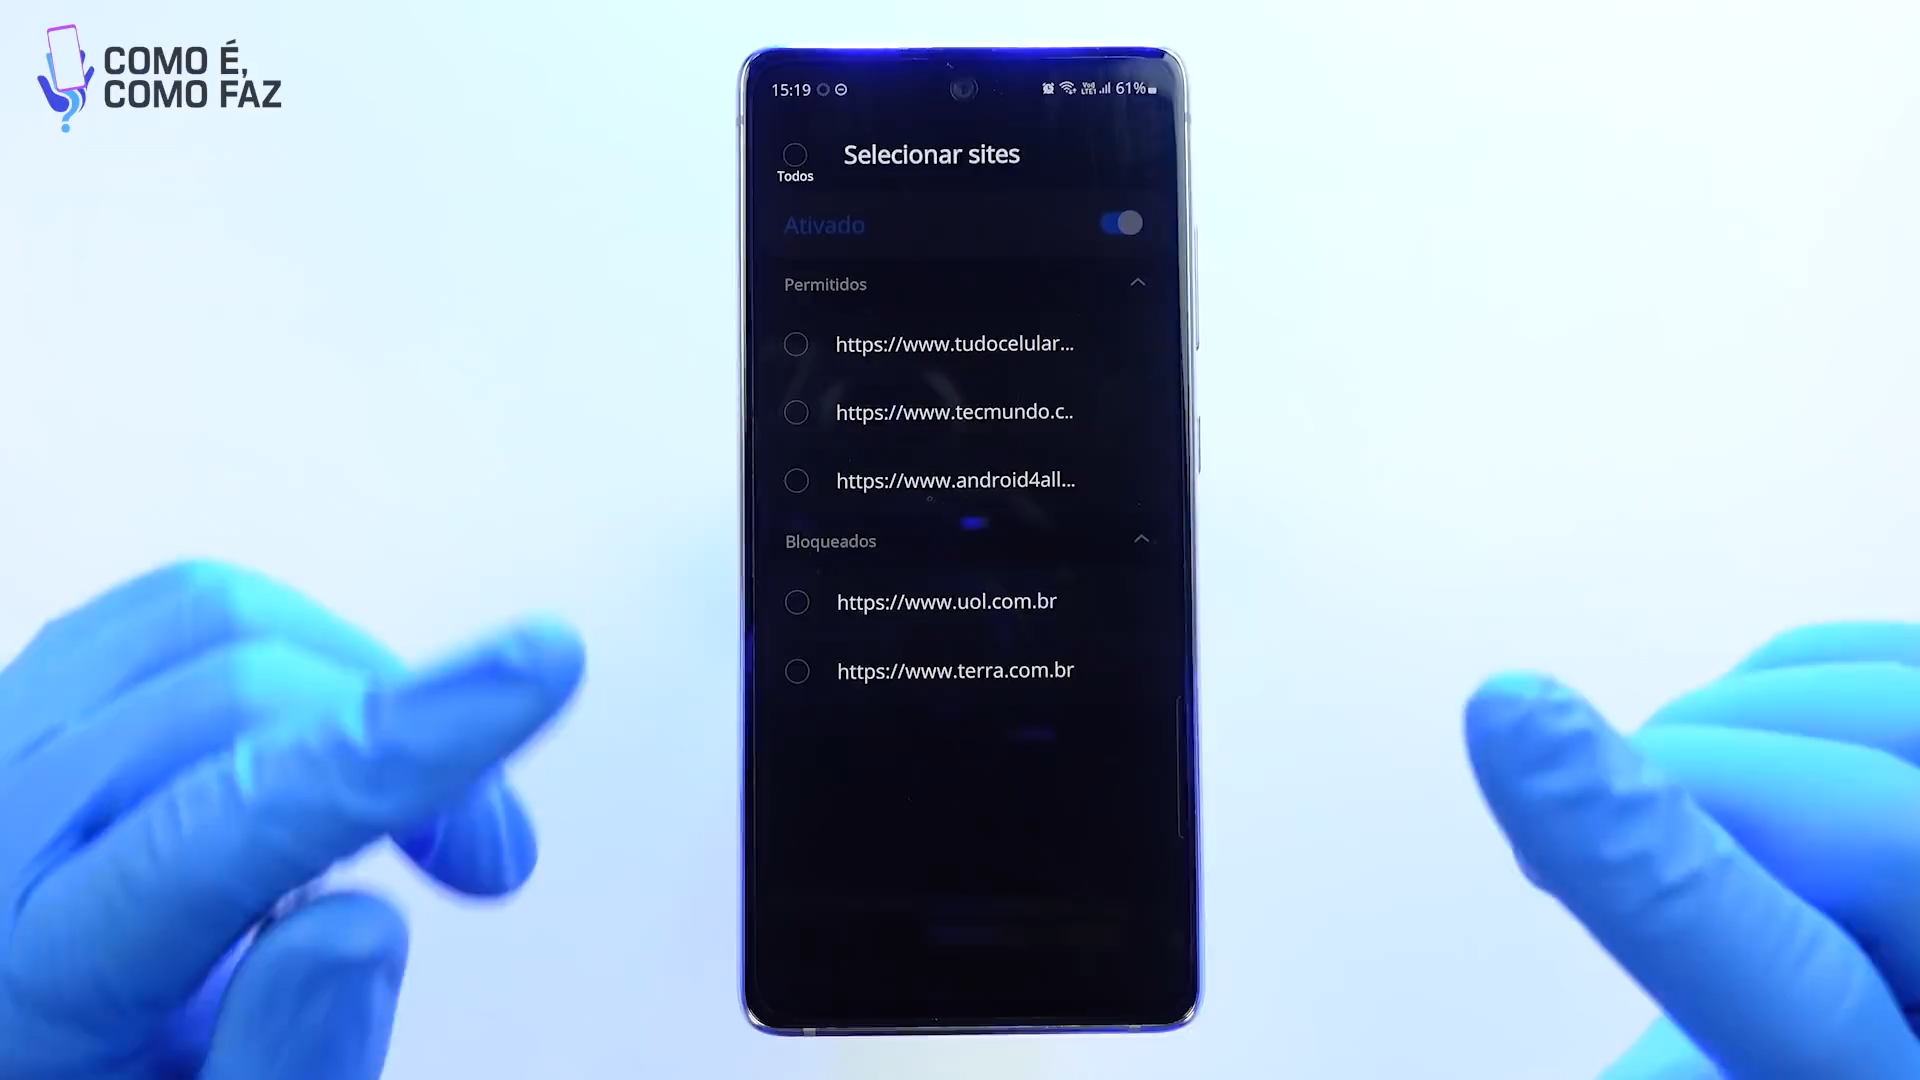 COMO É,
COMO FAZ
15:19
61%
Selecionar sites
Todos
Ativado
Permitidos
https://www.tudocelular...
https://www.tecmundo.c..
https://www.android4all...
Bloqueados
https://www.uol.com.br
https://www.terra.com.br